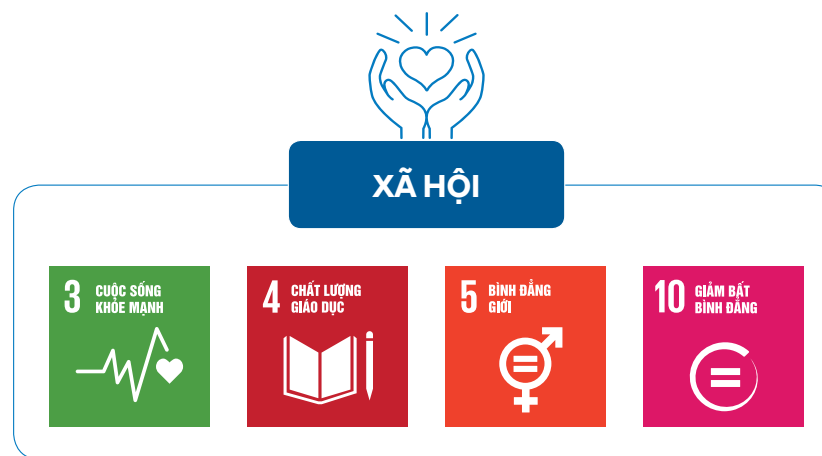 XÃ HỘI
3 CUỘC SỐNG
KHỎE MẠNH
4 CHẤT LƯỢNG
GIÁO DỤC
5 BÌNH ĐẲNG
GIỚI
10 GIẢM BẤT
BÌNH ĐẲNG